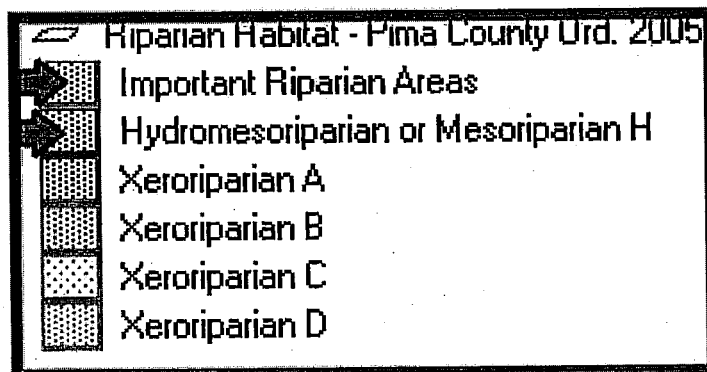 Riparian Habitat - Pima County Ord. 2005
Important Riparian Areas
Hydromesoriparian or Mesoriparian H
Xeroriparian A
Xeroriparian B
Xeroriparian C
Xeroriparian D